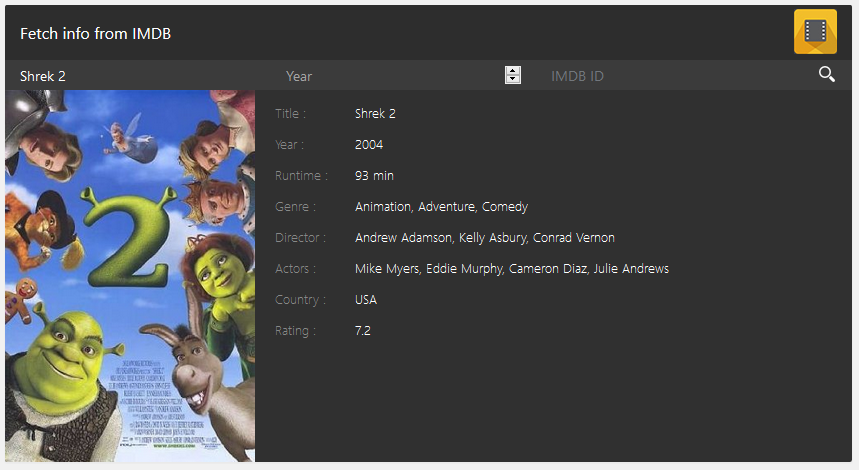 Fetch info from IMDB
Shrek 2 Year IMDB ID
Title : Shrek 2
Year : 2004
Runtime : 93 min
Genre : Animation, Adventure, Comedy
Director : Andrew Adamson, Kelly Asbury, Conrad Vernon
Actors : Mike Myers, Eddie Murphy, Cameron Diaz, Julie Andrews
Country : USA
Rating : 7.2
2